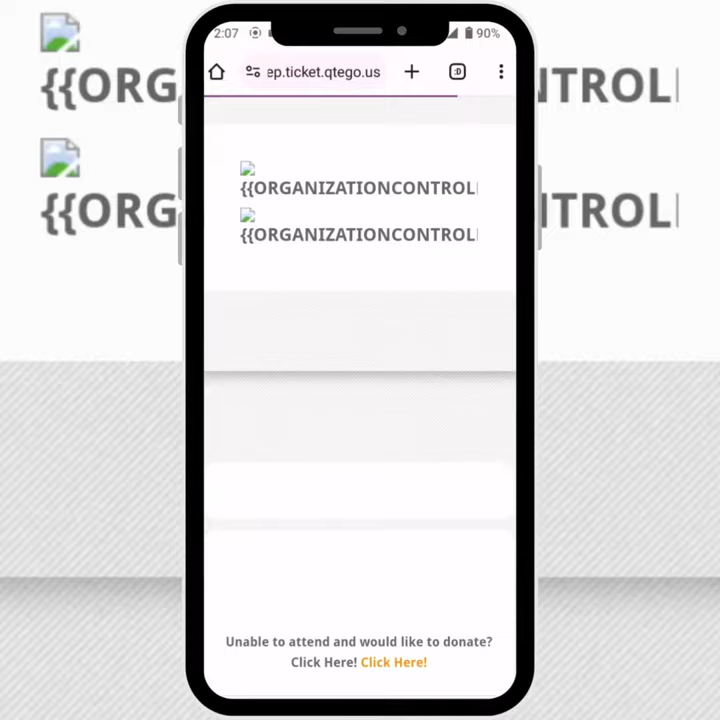 2:07 90%
ep.ticket.qtego.us :D
{{ORG NTROL
{{ORGANIZATIONCONTROL
{{ORG NTROL
{{ORGANIZATIONCONTROL
Unable to attend and would like to donate?
Click Here! Click Here!